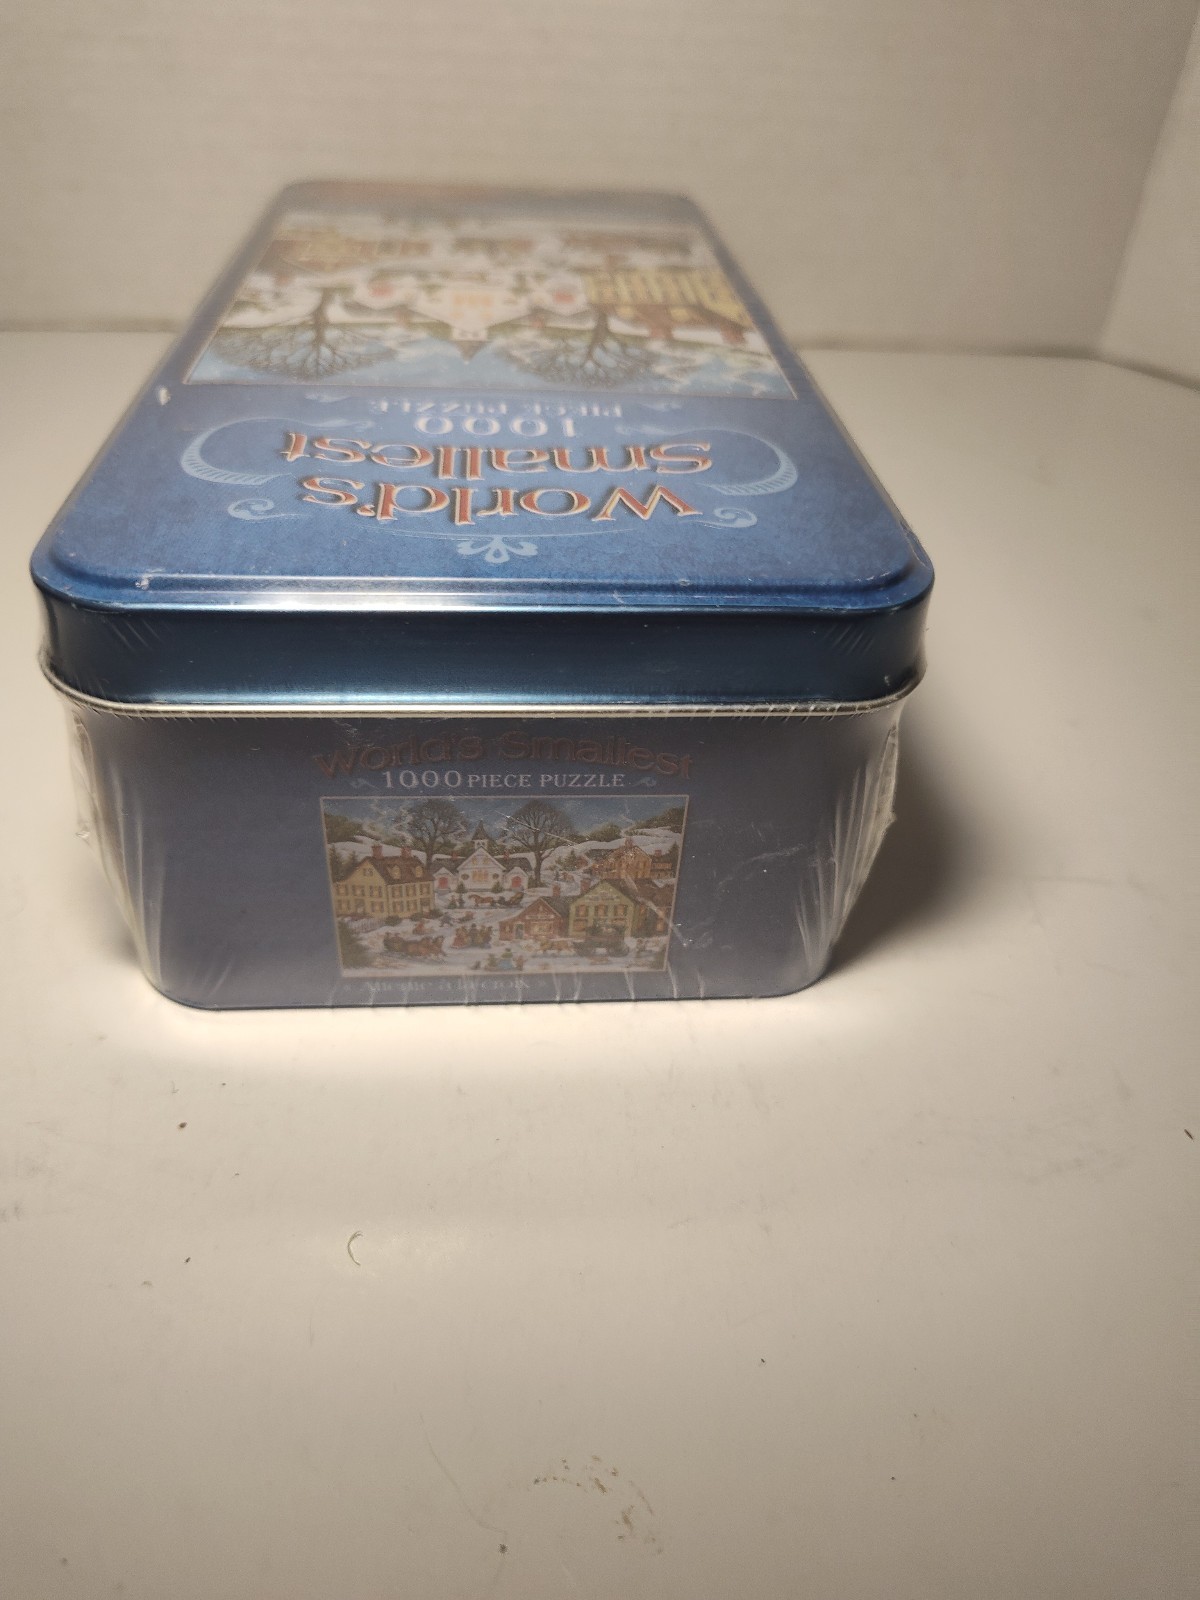 World's
Smallest
1000
PIECE PUZZLE
World's Smallest
1000 PIECE PUZZLE